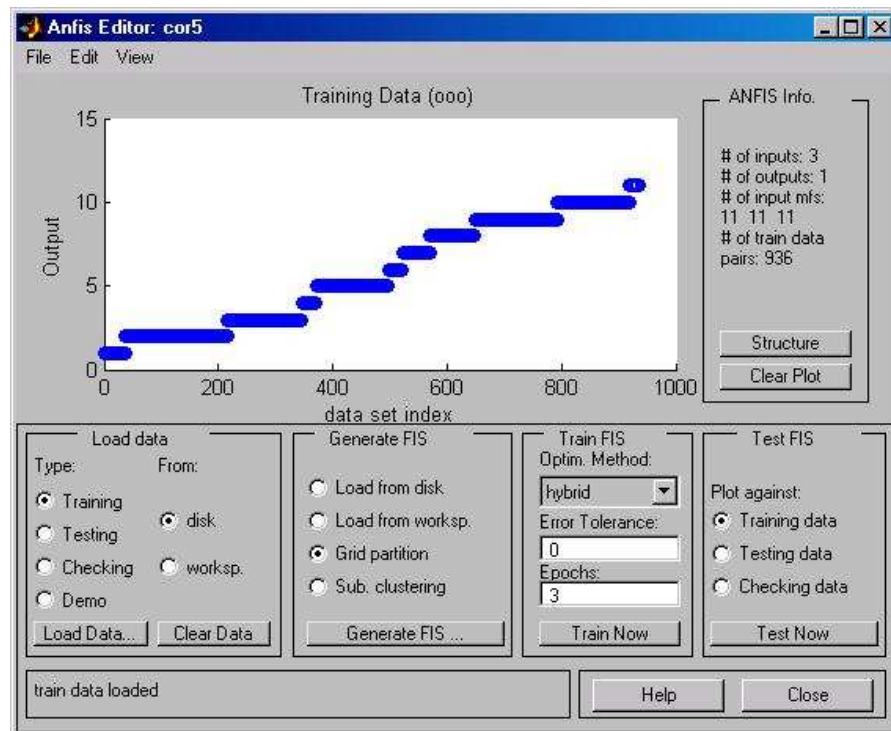 Anfis Editor: cor5
File Edit View
Training Data (ooo)
15
10
5
0
Output
0 200 400 600 800 1000
data set index
ANFIS Info.
# of inputs: 3
# of outputs: 1
# of input mfs:
11 11 11
# of train data
pairs: 936
Structure
Clear Plot
Load data
Type: From:
Training
Testing
Checking
Demo
disk
worksp.
Load Data... Clear Data
Generate FIS
Load from disk
Load from worksp.
Grid partition
Sub. clustering
Generate FIS ...
Train FIS
Optim. Method:
hybrid
Error Tolerance:
0
Epochs:
3
Train Now
Test FIS
Plot against:
Training data
Testing data
Checking data
Test Now
train data loaded
Help
Close